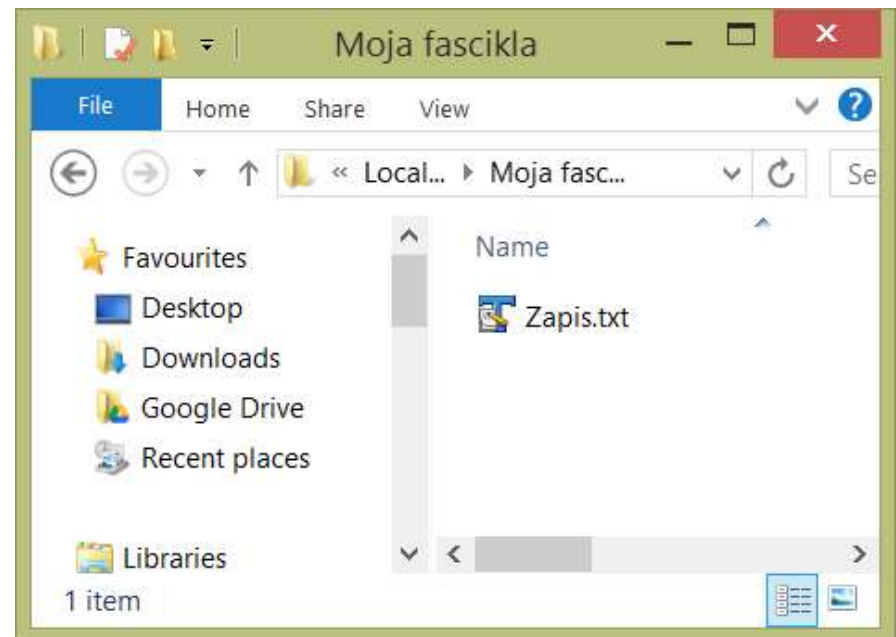 Moja fascikla
File Home Share View
« Local... Moja fasc... Se
Name
Zapis.txt
Favourites
Desktop
Downloads
Google Drive
Recent places
Libraries
1 item